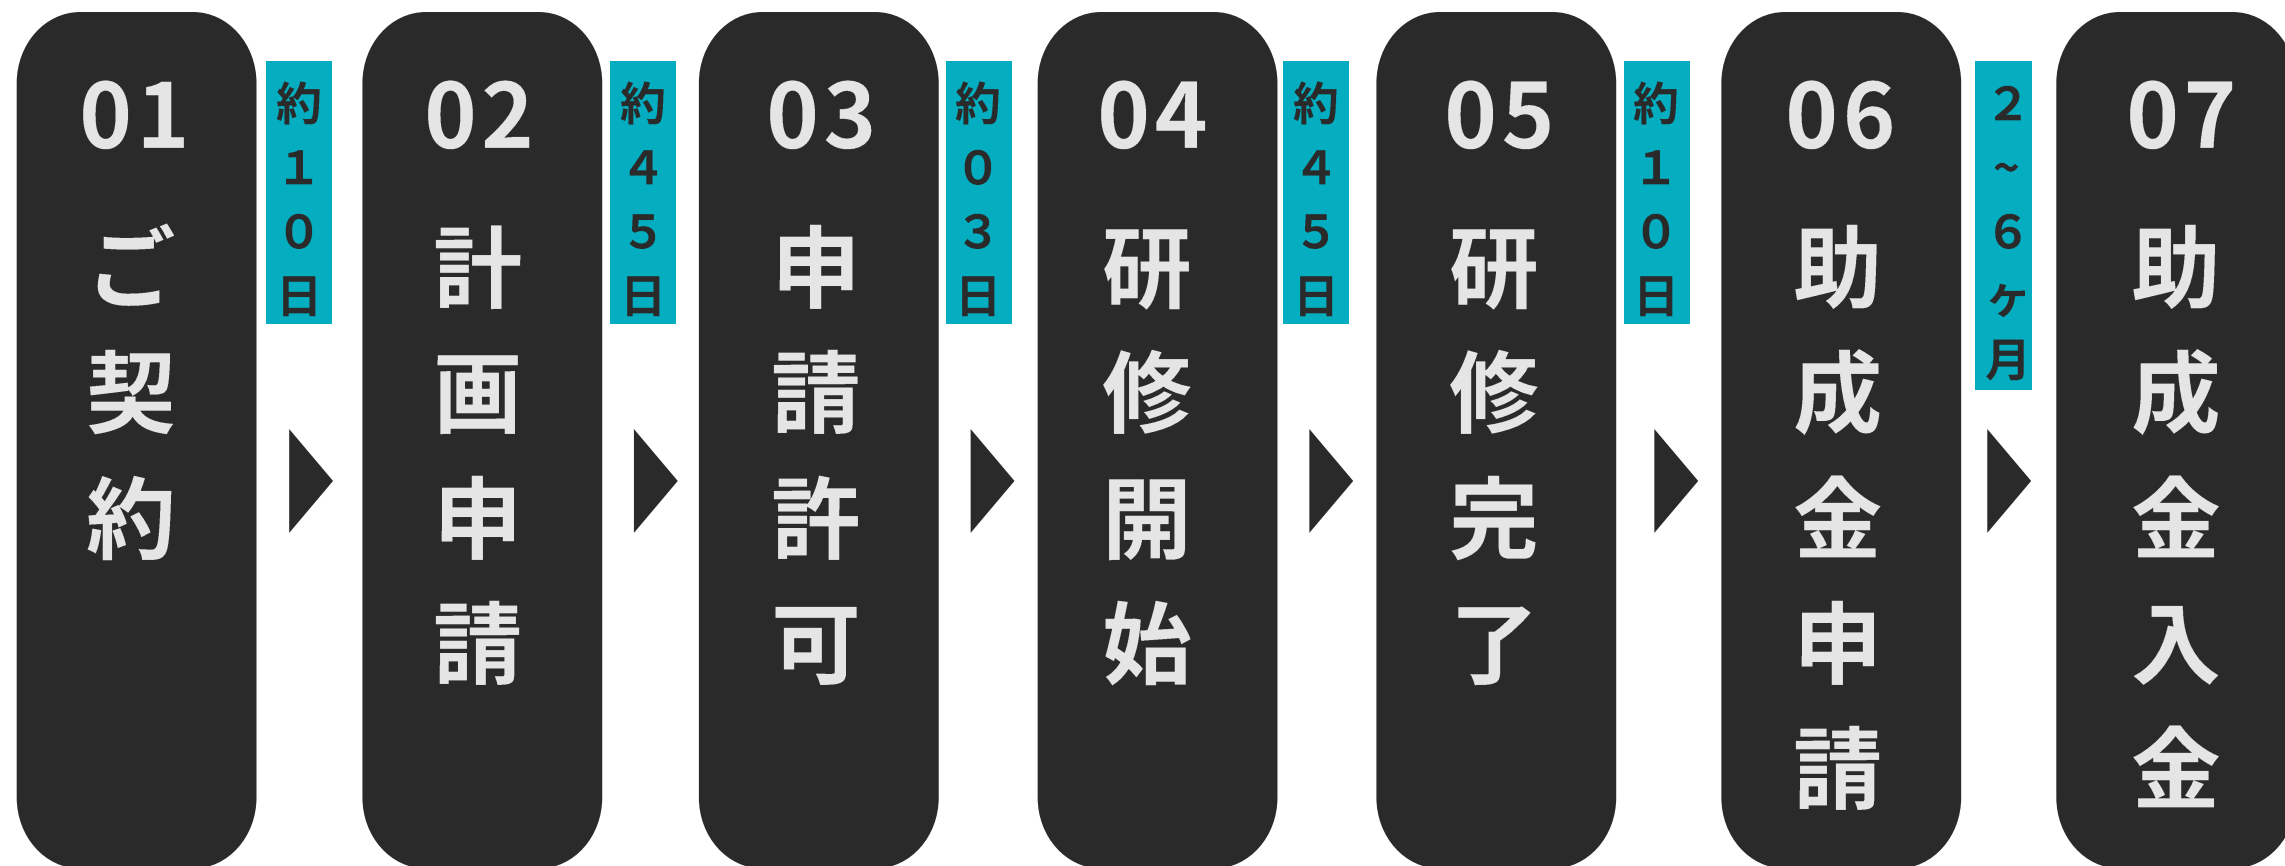 01
ご契約
約10日
02
計画申請
約45日
03
申請許可
約03日
04
研修開始
約45日
05
研修完了
約10日
06
助成金申請
2~6ヶ月
07
助成金入金